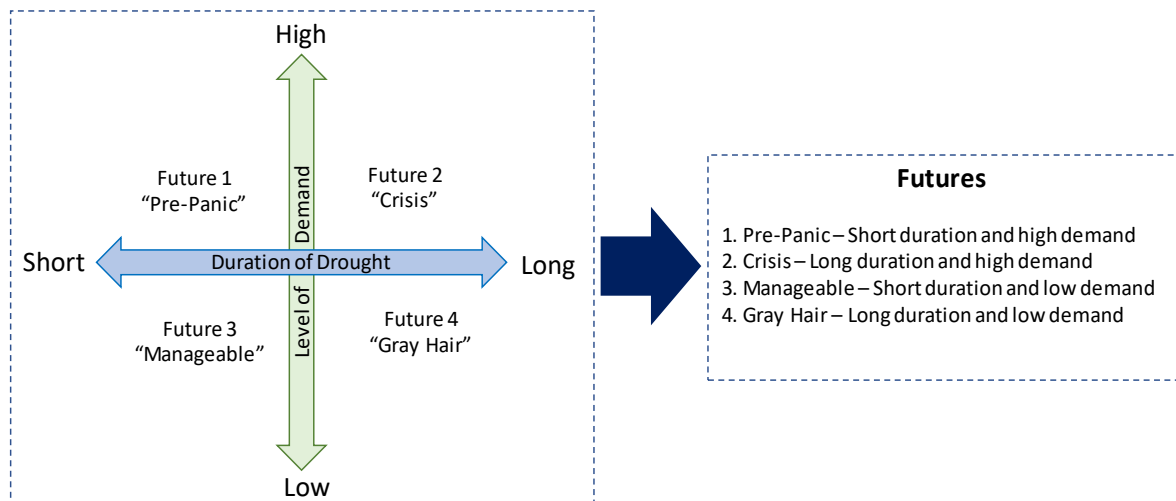 High
Future 1
“Pre-Panic”
Future 2
“Crisis”
Level of Demand
Short
Duration of Drought
Long
Future 3
“Manageable”
Future 4
“Gray Hair”
Low
Futures
1. Pre-Panic – Short duration and high demand
2. Crisis – Long duration and high demand
3. Manageable – Short duration and low demand
4. Gray Hair – Long duration and low demand